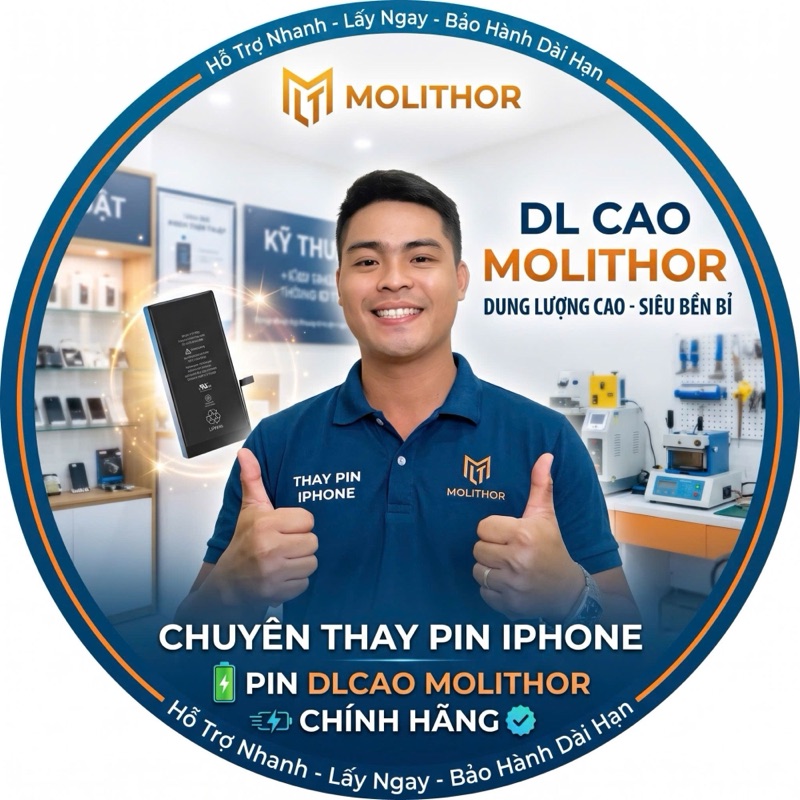 Hỗ Trợ Nhanh - Lấy Ngay - Bảo Hành Dài Hạn
MOLITHOR
DL CAO
MOLITHOR
DUNG LƯỢNG CAO - SIÊU BỀN BỈ
KỸ THU
THAY PIN
IPHONE
MOLITHOR
CHUYÊN THAY PIN IPHONE
PIN DLCAO MOLITHOR
CHÍNH HÃNG
Hỗ Trợ Nhanh - Lấy Ngay - Bảo Hành Dài Hạn